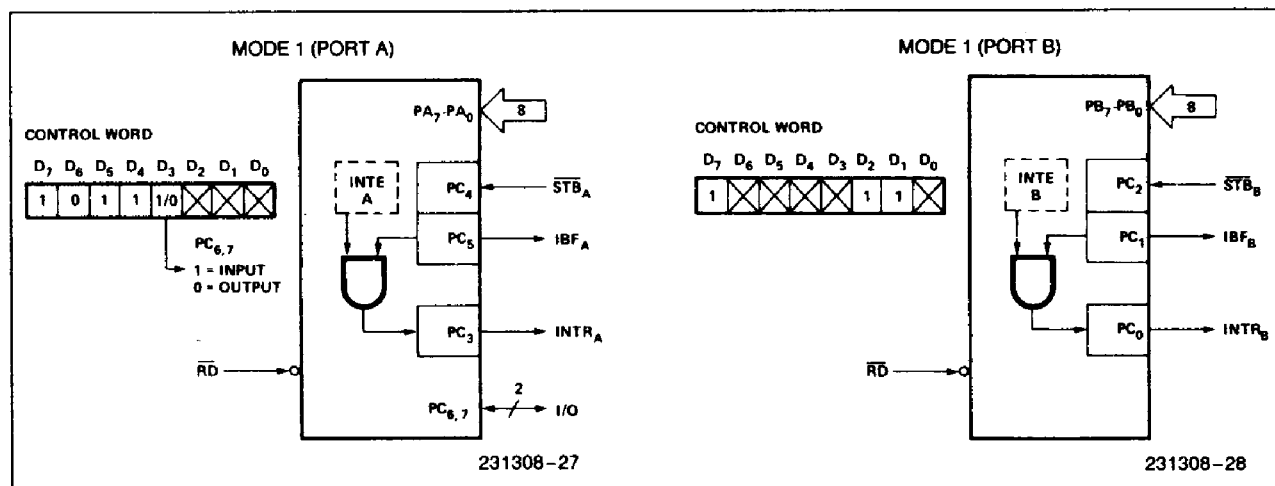 MODE 1 (PORT A)
CONTROL WORD
D7 D6 D5 D4 D3 D2 D1 D0
1 0 1 1 1/0
PC6, 7
1 = INPUT
0 = OUTPUT
PA7-PA0
8
INTE
A
PC4
STBA
PC5
IBFA
PC3
INTRA
RD
PC6, 7
2
I/O
231308-27
MODE 1 (PORT B)
CONTROL WORD
D7 D6 D5 D4 D3 D2 D1 D0
1 1 1
PB7-PB0
8
INTE
B
PC2
STBB
PC1
IBFB
PC0
INTRB
RD
231308-28